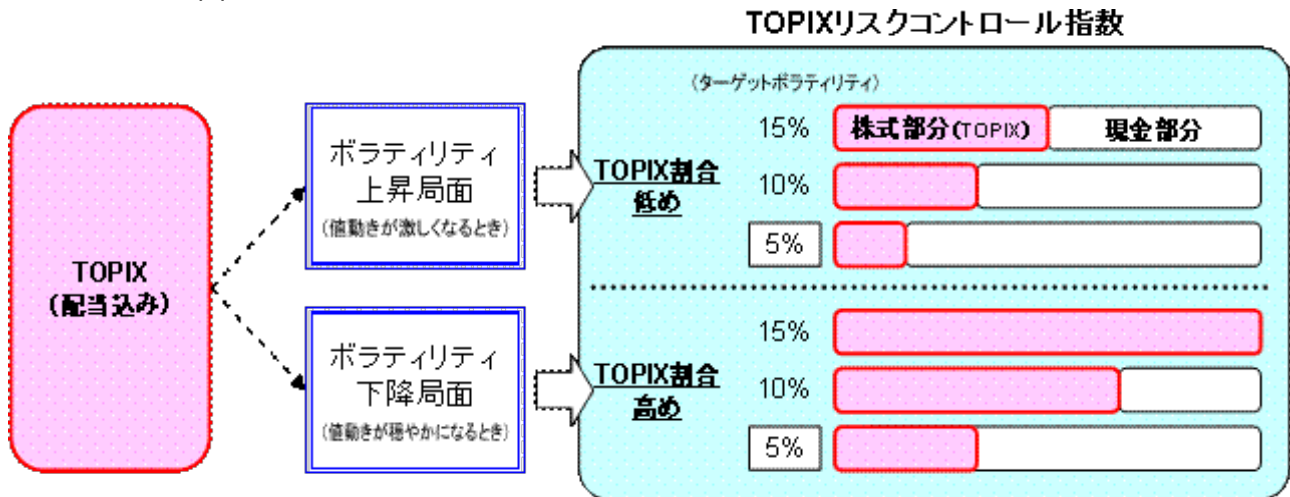 TOPIXリスクコントロール指数
TOPIX
(配当込み)
ボラティリティ
上昇局面
(値動きが激しくなるとき)
ボラティリティ
下降局面
(値動きが穏やかになるとき)
(ターゲットボラティリティ)
TOPIX割合
低め
15%
株式部分(TOPIX)
現金部分
10%
5%
TOPIX割合
高め
15%
10%
5%